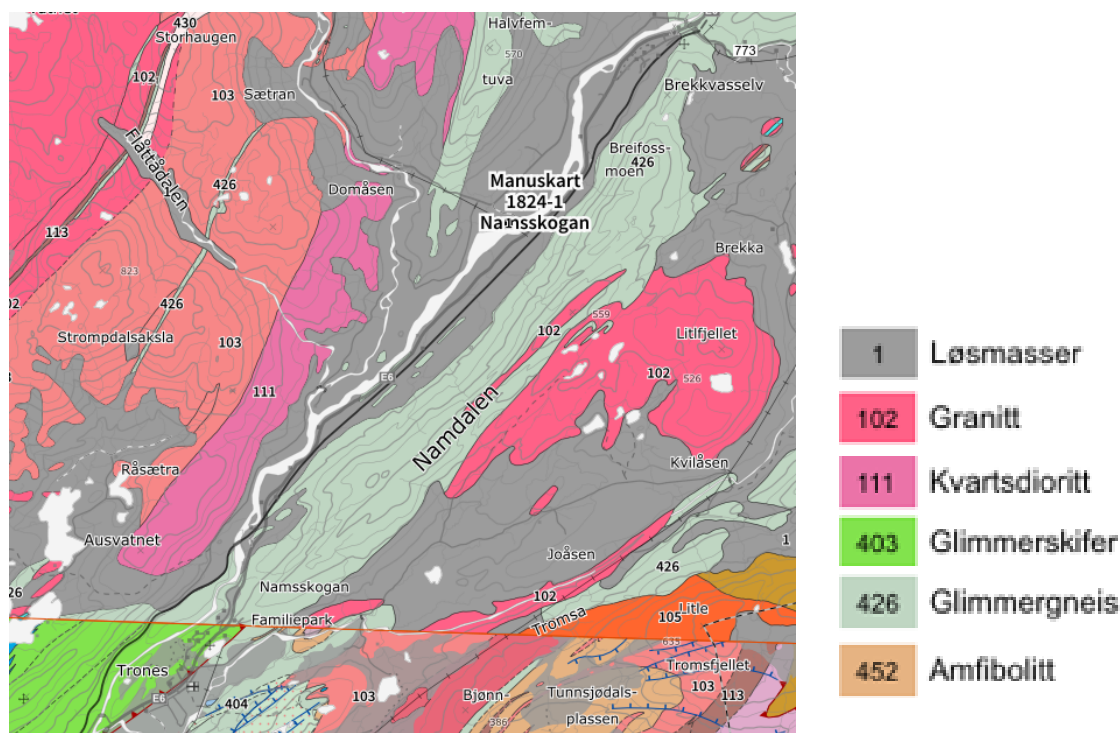 430
Storhaugen
Halvfem-
570
tuva
773
102
103
Sætran
Brekkvasselv
Flåttådalen
Breifoss-
426
moen
426
Domåsen
Manuskart
1824-1
Namsskogan
113
Brekka
823
426
559
Strompdalsaksla
103
102
Litlfjellet
E6
526
102
111
Namdalen
Råsætra
Kvilåsen
Ausvatnet
Joåsen
1
426
Namsskogan
26
102
Familiepark
Tromsa
105
Litle
635
Trones
Tromsfjellet
103
103
E6
404
Bjønn-
Tunnsjødals-
113
386
plassen
1 Løsmasser
102 Granitt
111 Kvartsdioritt
403 Glimmerskifer
426 Glimmergneis
452 Amfibolitt